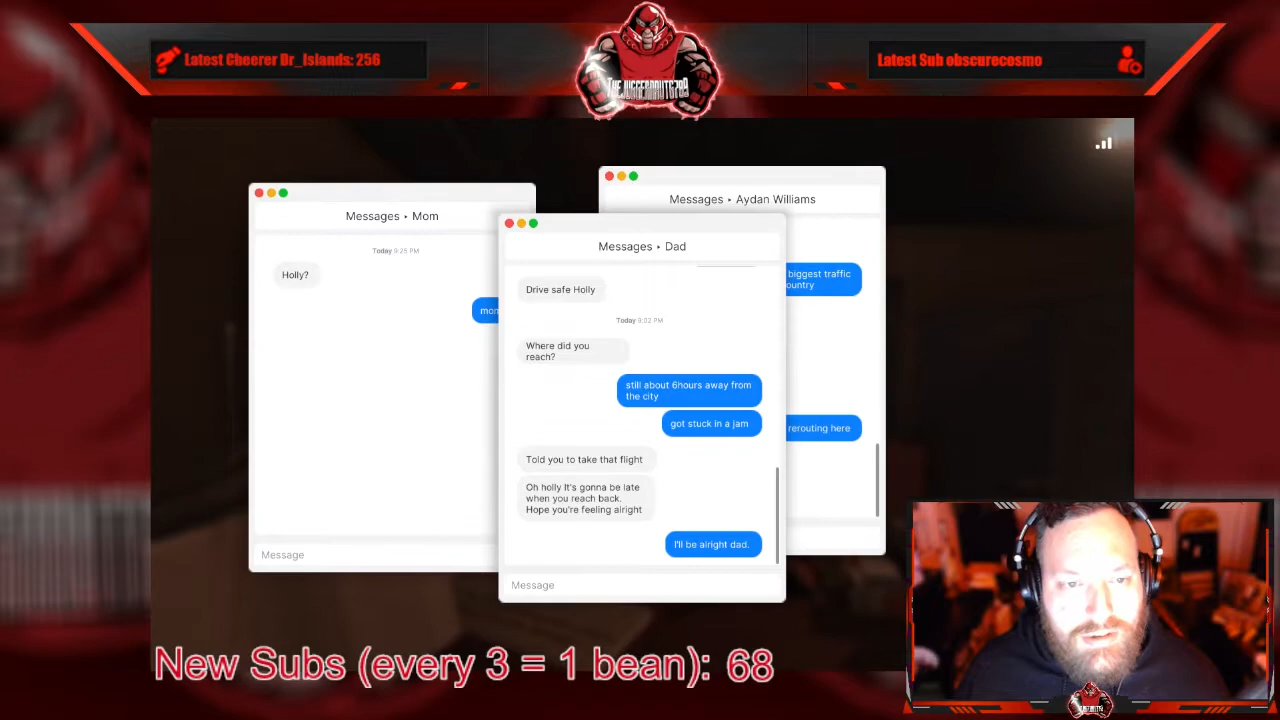 Latest Cheerer Dr_Islands: 256
THEJUGGERNAUT6789
Latest Sub obscurecosmo
Messages • Mom
Today 9:25 PM
Holly?
mom
Message
Messages • Aydan Williams
biggest traffic
ountry
rerouting here
Messages • Dad
Drive safe Holly
Today 9:02 PM
Where did you
reach?
still about 6hours away from
the city
got stuck in a jam
Told you to take that flight
Oh holly It's gonna be late
when you reach back.
Hope you're feeling alright
I'll be alright dad.
Message
New Subs (every 3 = 1 bean): 68